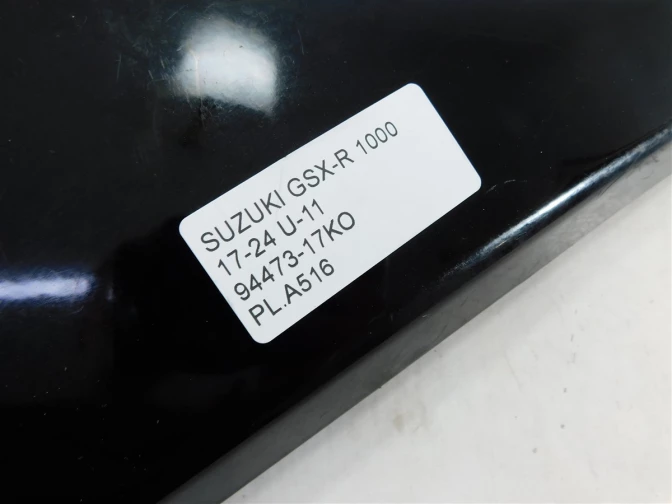 SUZUKI GSX-R 1000
17-24 U-11
94473-17KO
PL.A516